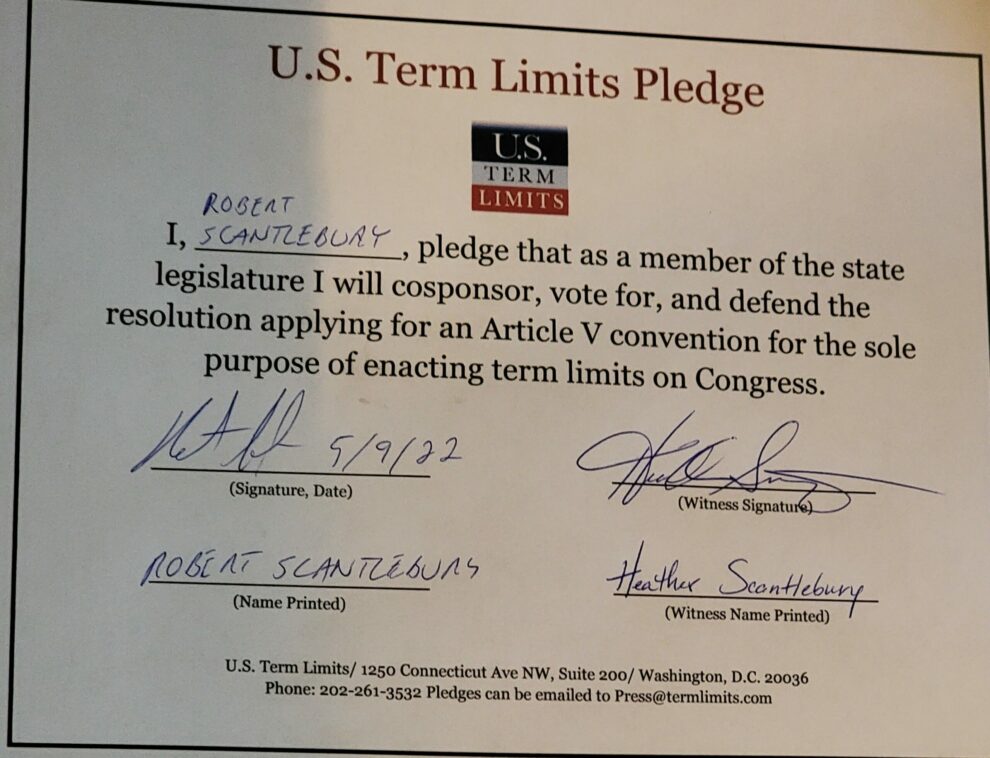 U.S. Term Limits Pledge
U.S.
TERM
LIMITS
ROBERT
I, SCANTLEBURY, pledge that as a member of the state
legislature I will cosponsor, vote for, and defend the
resolution applying for an Article V convention for the sole
purpose of enacting term limits on Congress.
5/9/22
(Signature, Date)
(Witness Signature)
ROBERT SCANTLEBURY
(Name Printed)
Heather Scantlebury
(Witness Name Printed)
U.S. Term Limits/ 1250 Connecticut Ave NW, Suite 200/ Washington, D.C. 20036
Phone: 202-261-3532 Pledges can be emailed to Press@termlimits.com